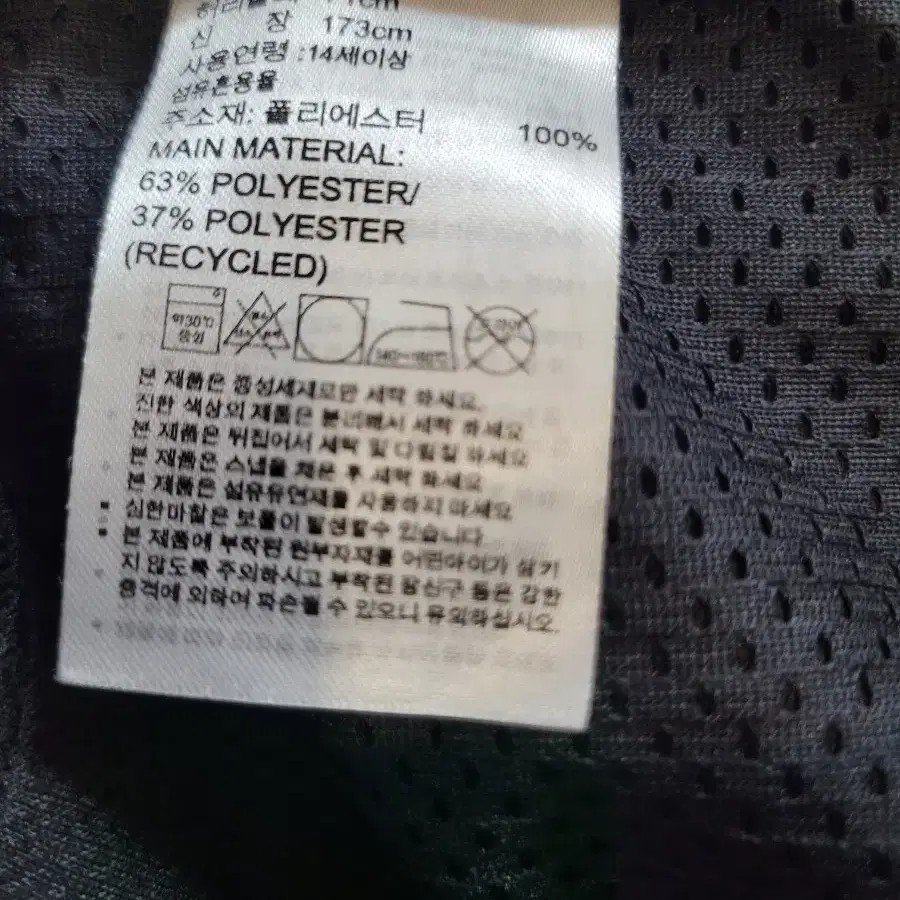 신 장 173cm
사용연령 :14세이상
섬유혼용율
주소재: 폴리에스터 100%
MAIN MATERIAL:
63% POLYESTER/
37% POLYESTER
(RECYCLED)
약30℃ 중성 140~160℃
본 제품은 중성세제로만 세탁 하세요.
진한 색상의 제품은 분리해서 세탁 하세요
본 제품은 뒤집어서 세탁 및 다림질 하세요
본 제품은 스냅을 채운 후 세탁 하세요
본 제품은 섬유유연제를 사용하지 마세요
심한마찰은 보풀이 발생할수 있습니다.
본 제품에 부착된 원부자재를 어린아이가 삼키
지 않도록 주의하시고 부착된 장신구 등은 강한
충격에 의하여 파손될 수 있으니 유의하십시오.